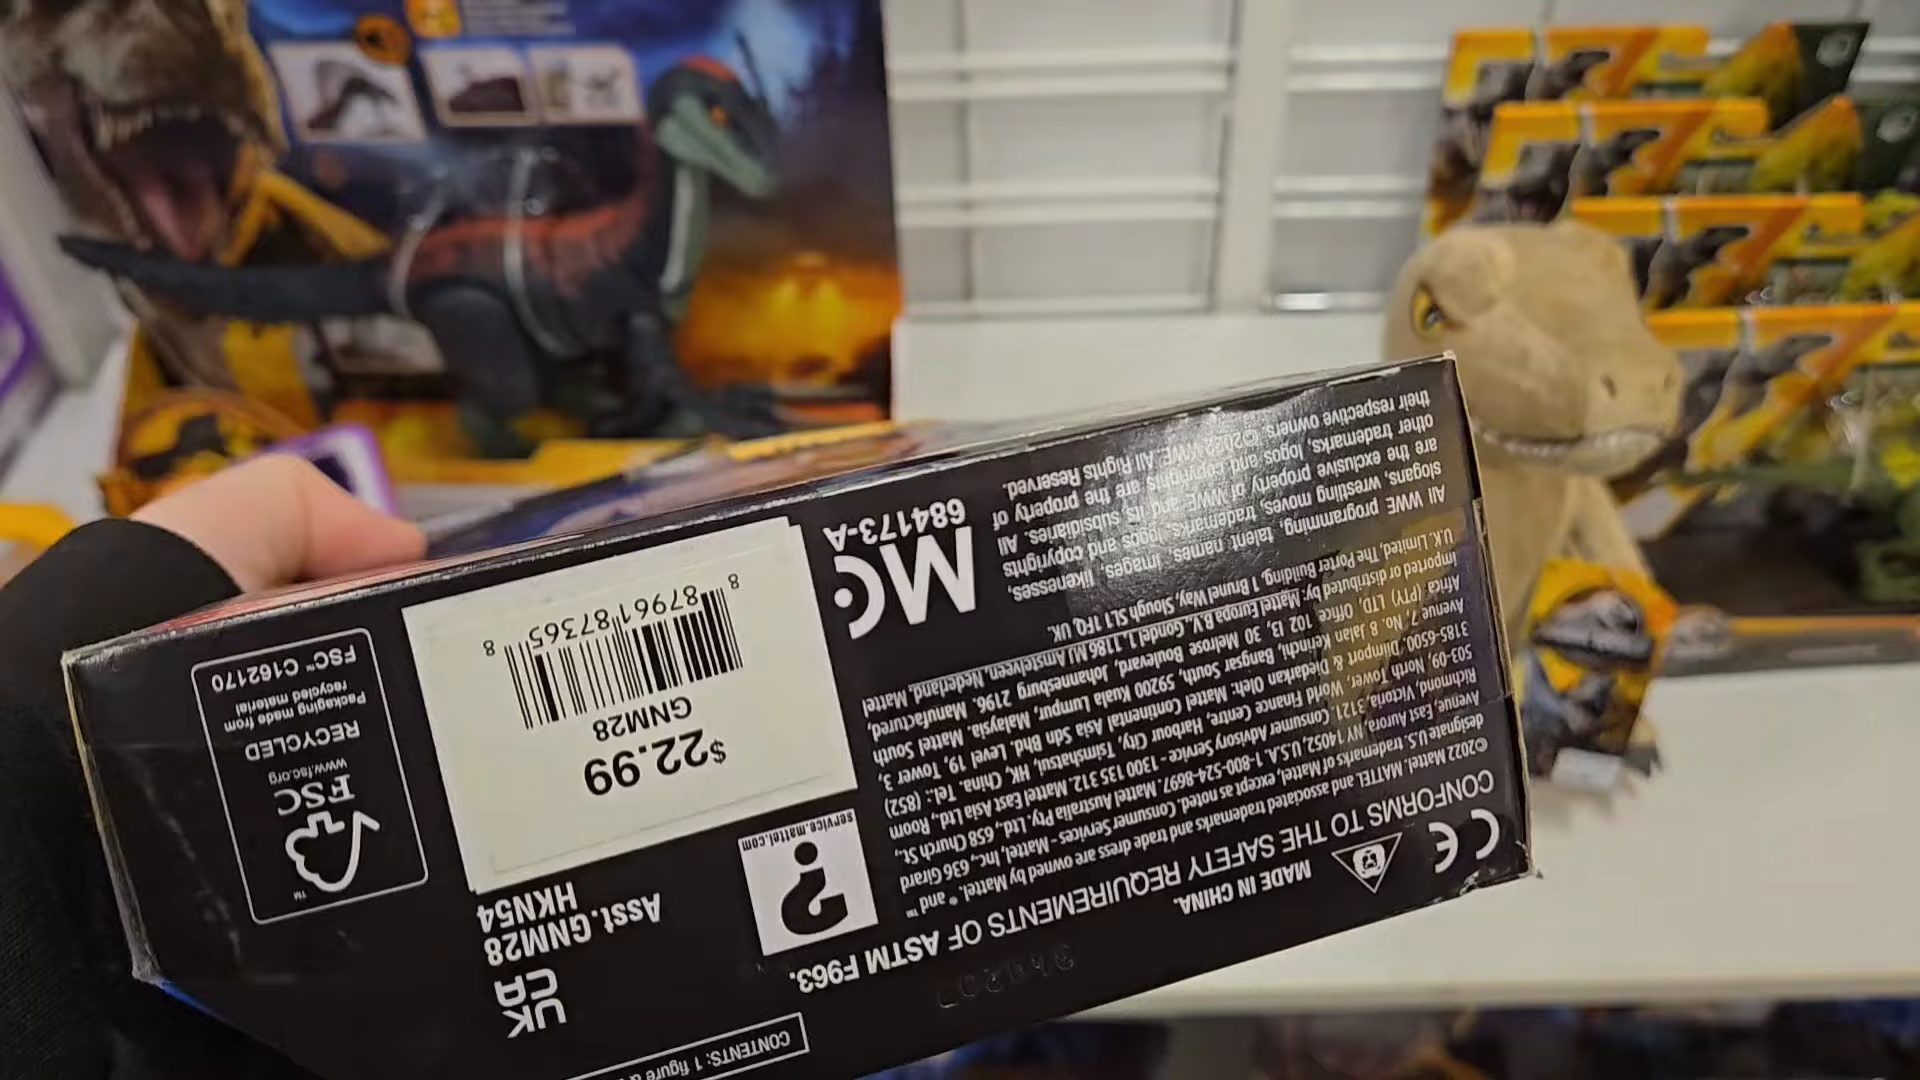 CONTENTS: 1 figure &
UK
CA
Asst.GNM28
HKN54
service.mattel.com
CONFORMS TO THE SAFETY REQUIREMENTS OF ASTM F963.
MADE IN CHINA.
CE
©2022 Mattel. MATTEL and associated trademarks and trade dress are owned by Mattel. ® and ™
designate U.S. trademarks of Mattel, except as noted. Consumer Services - Mattel, Inc., 636 Girard
Avenue, East Aurora NY 14052, U.S.A. 1-800-524-8697. Mattel Australia Pty. Ltd., 658 Church St.,
Richmond, Victoria, 3121. Consumer Advisory Service - 1300 135 312. Mattel East Asia Ltd., Room
503-09, North Tower, World Finance Centre, Harbour City, Tsimshatsui, HK, China. Tel.: (852)
3185-6500. Diimport & Diedarkan Oleh: Mattel Continental Asia Sdn Bhd. Level 19, Tower 3,
Avenue 7, No. 8 Jalan Kerinchi, Bangsar South, 59200 Kuala Lumpur, Malaysia. Mattel South
Africa (PTY) LTD, Office 102 I3, 30 Melrose Boulevard, Johannesburg 2196. Manufactured,
imported or distributed by: Mattel Europa B.V., Gondel 1, 1186 MJ Amstelveen, Nederland. Mattel
U.K. Limited, The Porter Building, 1 Brunel Way, Slough SL1 1FQ UK.
All WWE programming, talent names, images, likenesses,
slogans, wrestling moves, trademarks, logos and copyrights
are the exclusive property of WWE and its subsidiaries. All
other trademarks, logos and copyrights are the property of
their respective owners. ©2022 WWE. All Rights Reserved.
MC
684173-A
$22.99
GNM28
8 87961 87365 8
FSC
www.fsc.org
RECYCLED
Packaging made from
recycled material
FSC™ C162170